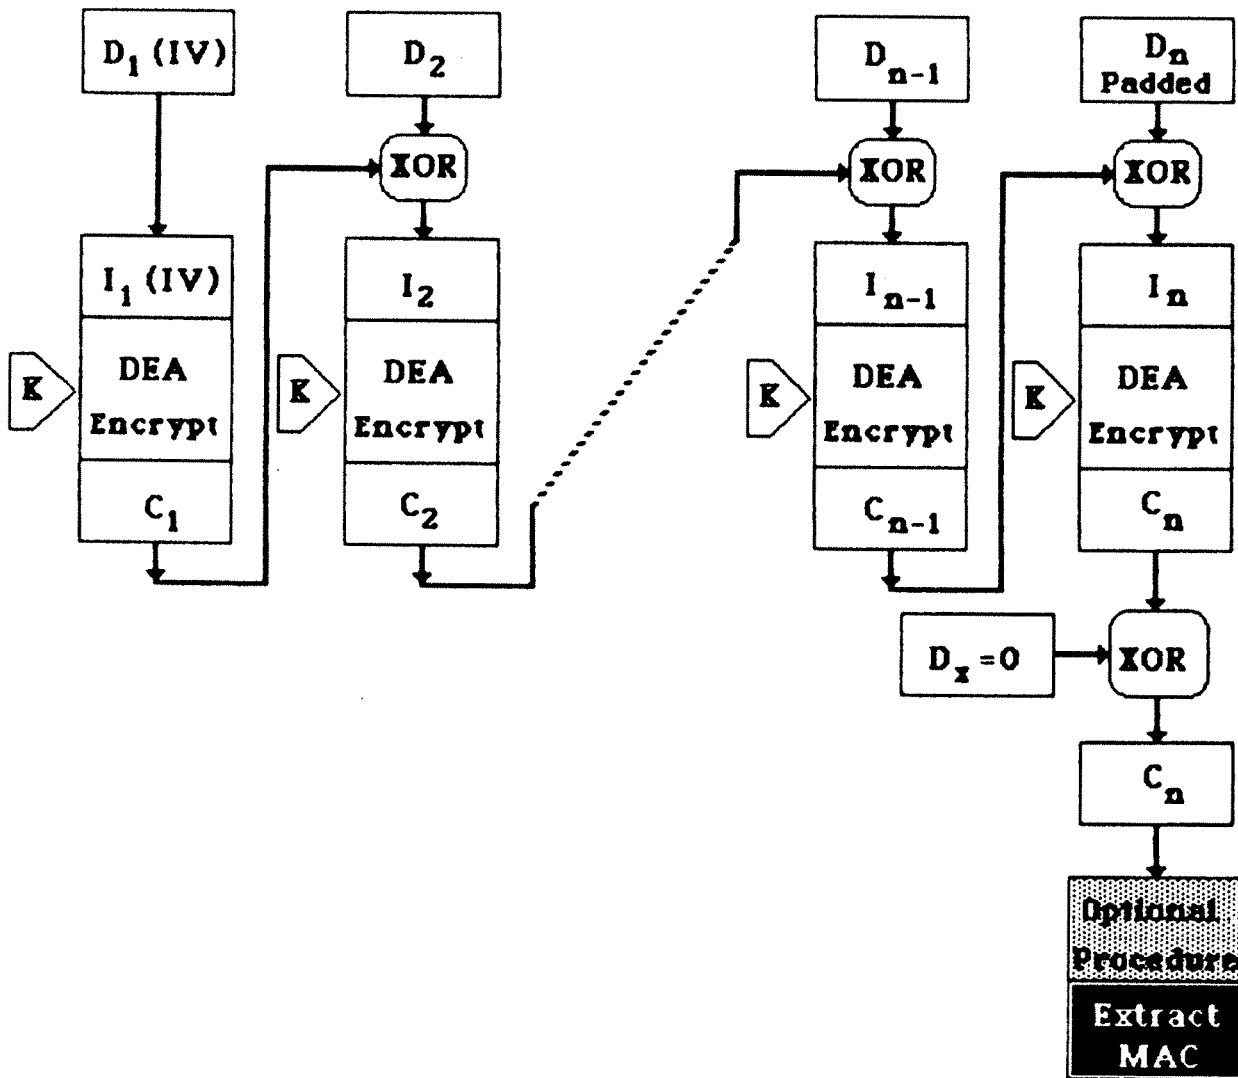 D₁ (IV)
D₂
Dₙ₋₁
Dₙ
Padded
XOR
XOR
XOR
I₁ (IV)
I₂
Iₙ₋₁
Iₙ
K
DEA
Encrypt
K
DEA
Encrypt
K
DEA
Encrypt
K
DEA
Encrypt
C₁
C₂
Cₙ₋₁
Cₙ
Dₓ=0
XOR
Cₙ
Optional
Procedure
Extract
MAC